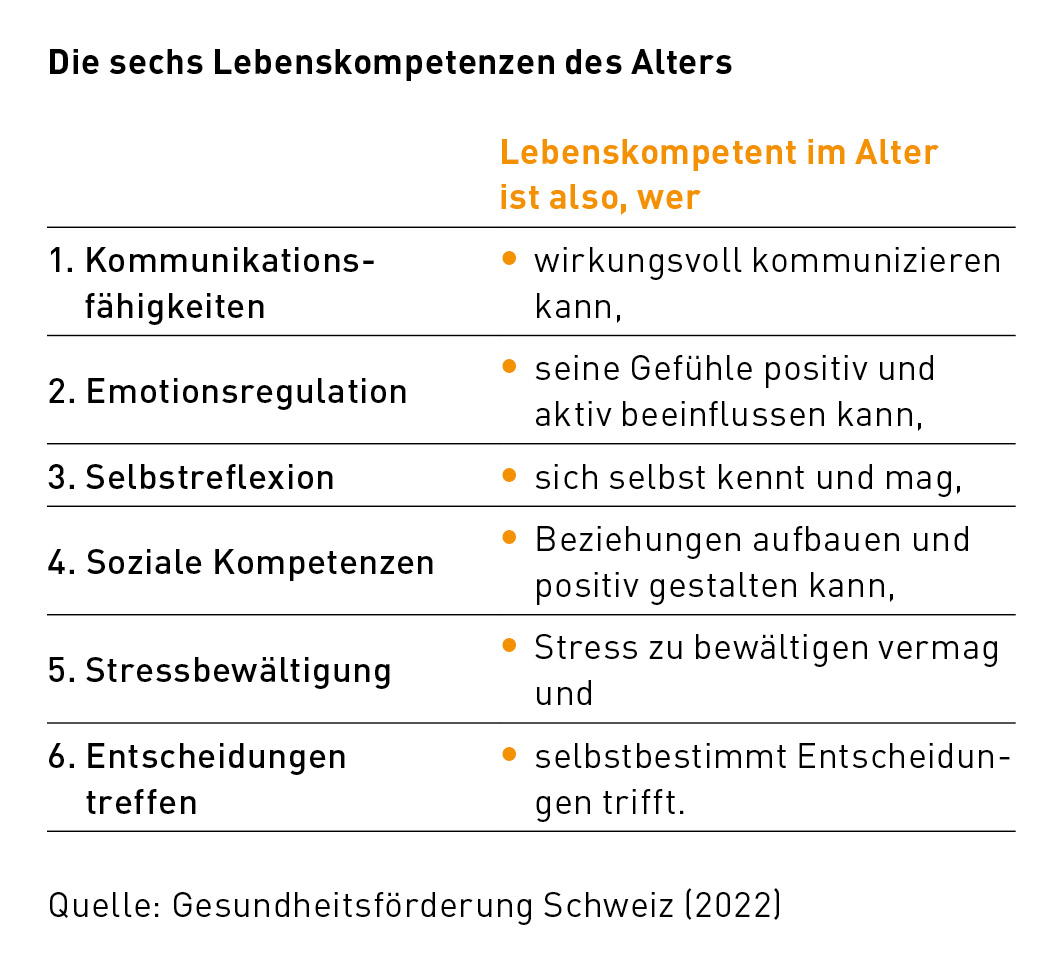 Die sechs Lebenskompetenzen des Alters
Lebenskompetent im Alter
ist also, wer
1. Kommunikations-
fähigkeiten
• wirkungsvoll kommunizieren
kann,
2. Emotionsregulation
• seine Gefühle positiv und
aktiv beeinflussen kann,
3. Selbstreflexion
• sich selbst kennt und mag,
4. Soziale Kompetenzen
• Beziehungen aufbauen und
positiv gestalten kann,
5. Stressbewältigung
• Stress zu bewältigen vermag
und
6. Entscheidungen
treffen
• selbstbestimmt Entscheidun-
gen trifft.
Quelle: Gesundheitsförderung Schweiz (2022)